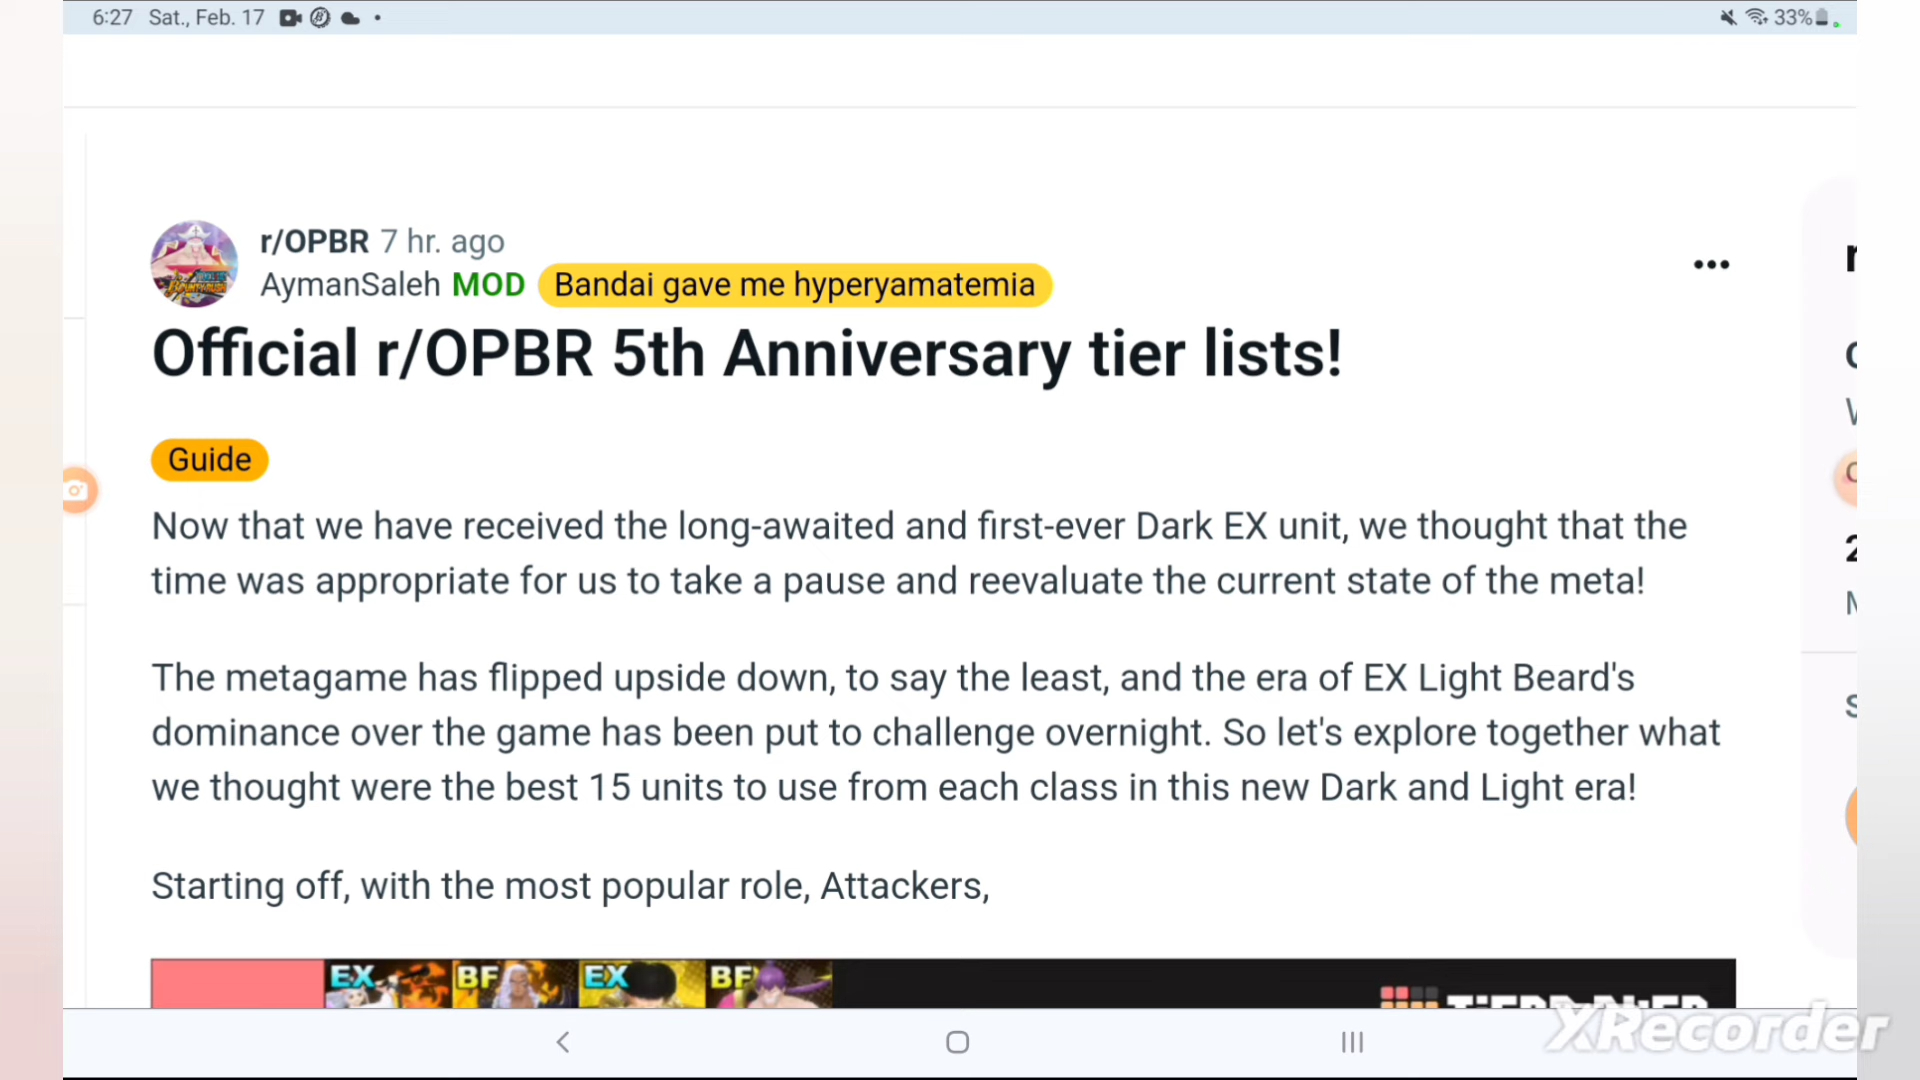 6:27 Sat., Feb. 17
33%
r/OPBR 7 hr. ago
AymanSaleh MOD Bandai gave me hyperyamatemia
Official r/OPBR 5th Anniversary tier lists!
Guide
Now that we have received the long-awaited and first-ever Dark EX unit, we thought that the
time was appropriate for us to take a pause and reevaluate the current state of the meta!
The metagame has flipped upside down, to say the least, and the era of EX Light Beard's
dominance over the game has been put to challenge overnight. So let's explore together what
we thought were the best 15 units to use from each class in this new Dark and Light era!
Starting off, with the most popular role, Attackers,
EX BF EX BF
XRecorder